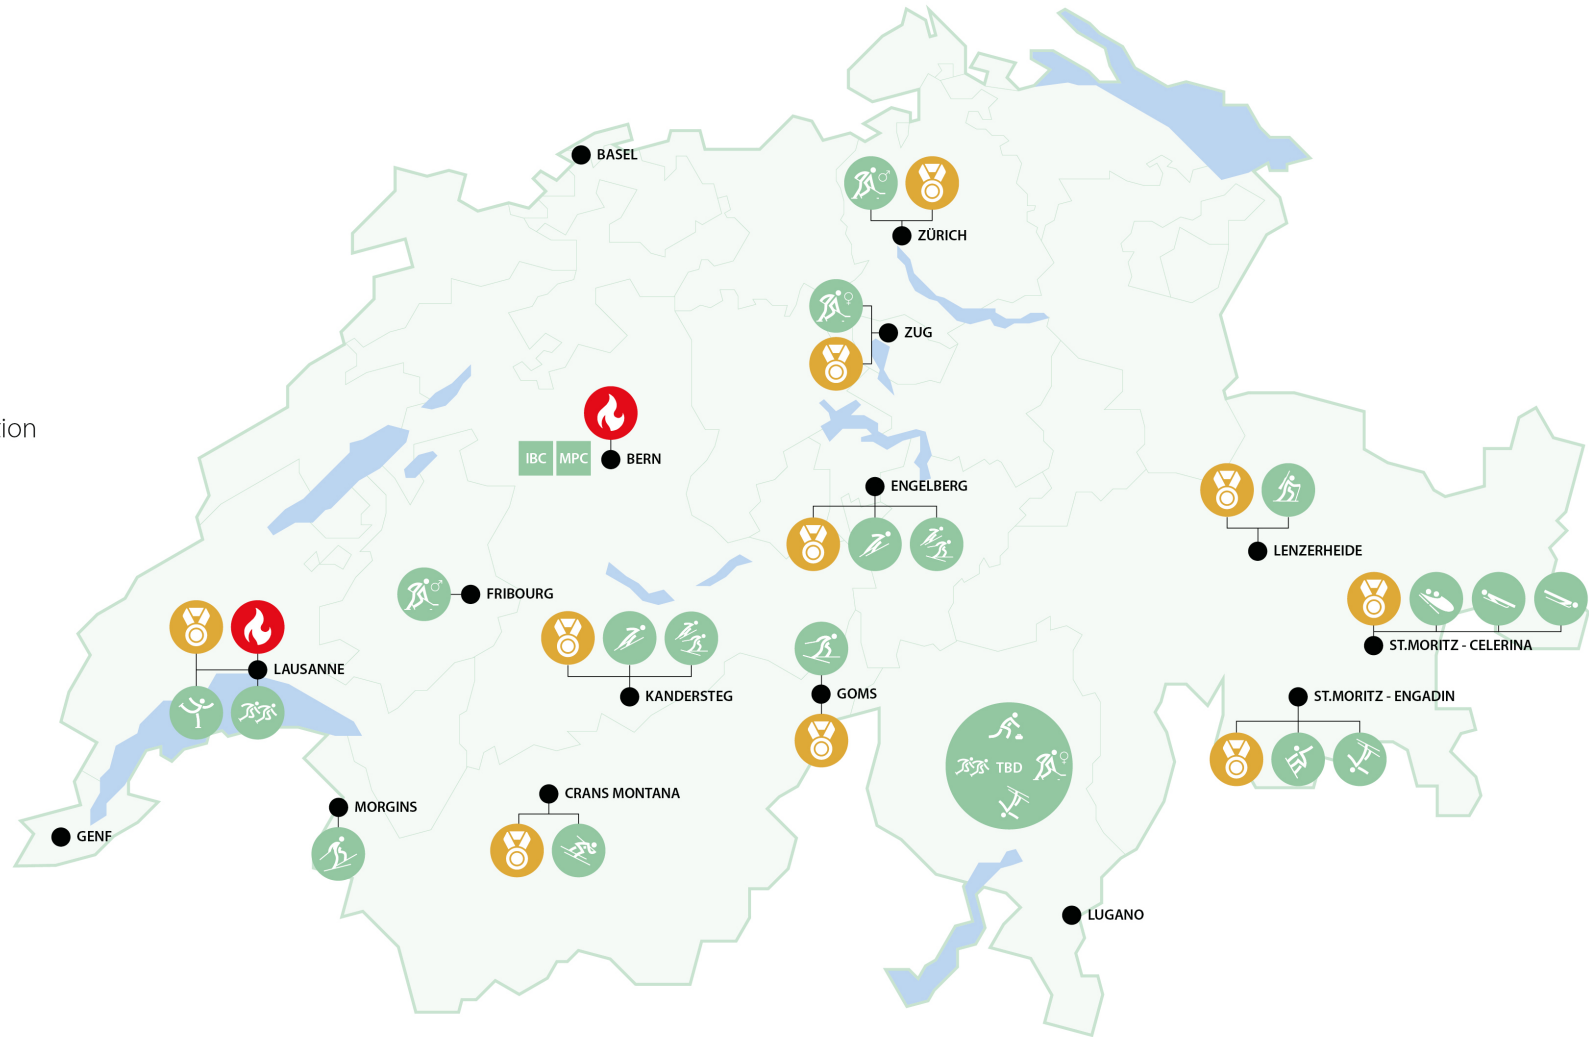 BASEL
ZÜRICH
ZUG
tion
IBC MPC BERN
ENGELBERG
LENZERHEIDE
FRIBOURG
ST.MORITZ - CELERINA
LAUSANNE
KANDERSTEG
GOMS
ST.MORITZ - ENGADIN
TBD
CRANS MONTANA
MORGINS
GENF
LUGANO